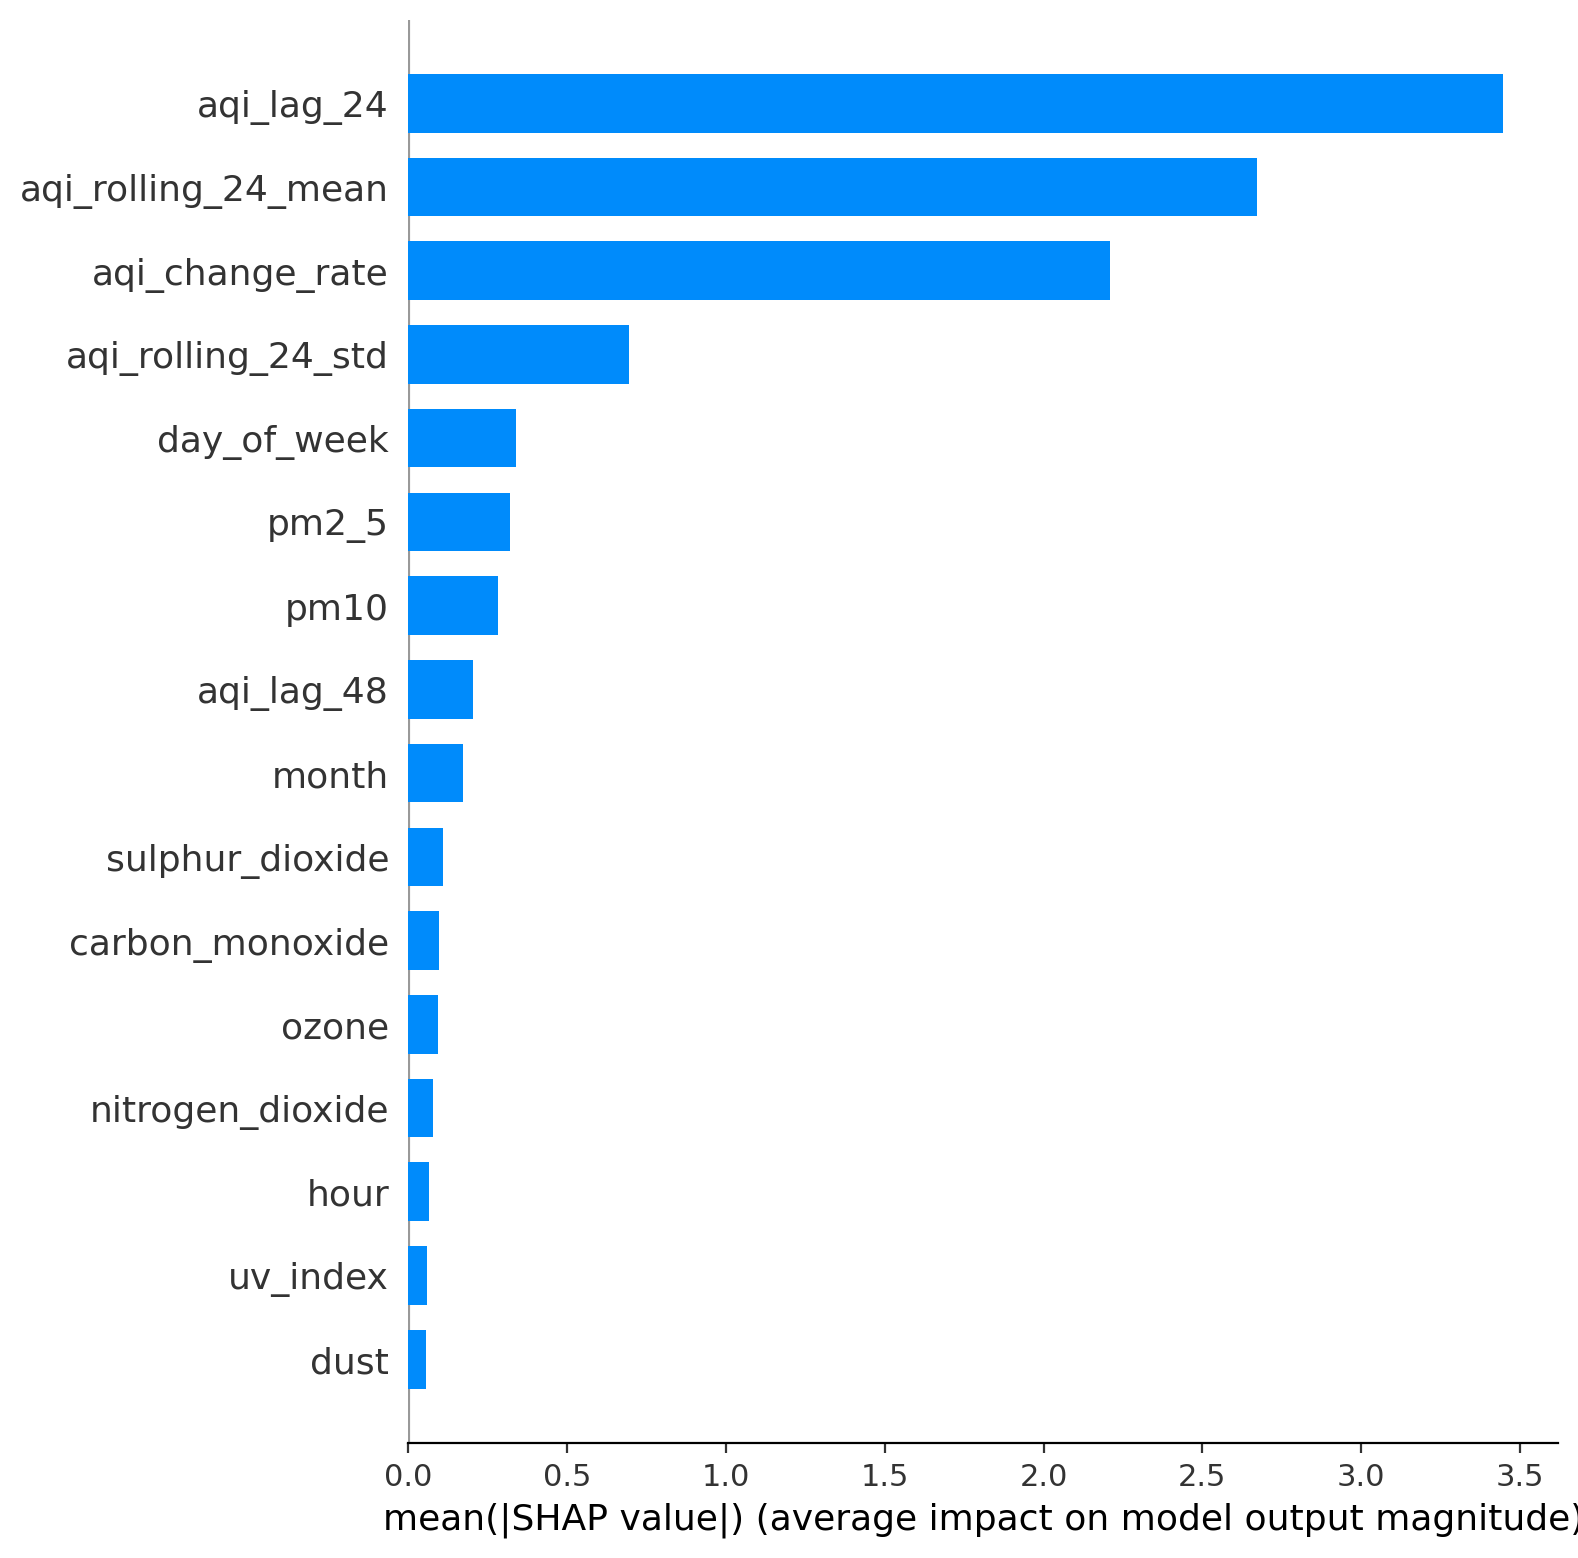 aqi_lag_24
aqi_rolling_24_mean
aqi_change_rate
aqi_rolling_24_std
day_of_week
pm2_5
pm10
aqi_lag_48
month
sulphur_dioxide
carbon_monoxide
ozone
nitrogen_dioxide
hour
uv_index
dust
0.0 0.5 1.0 1.5 2.0 2.5 3.0 3.5
mean(|SHAP value|) (average impact on model output magnitude)